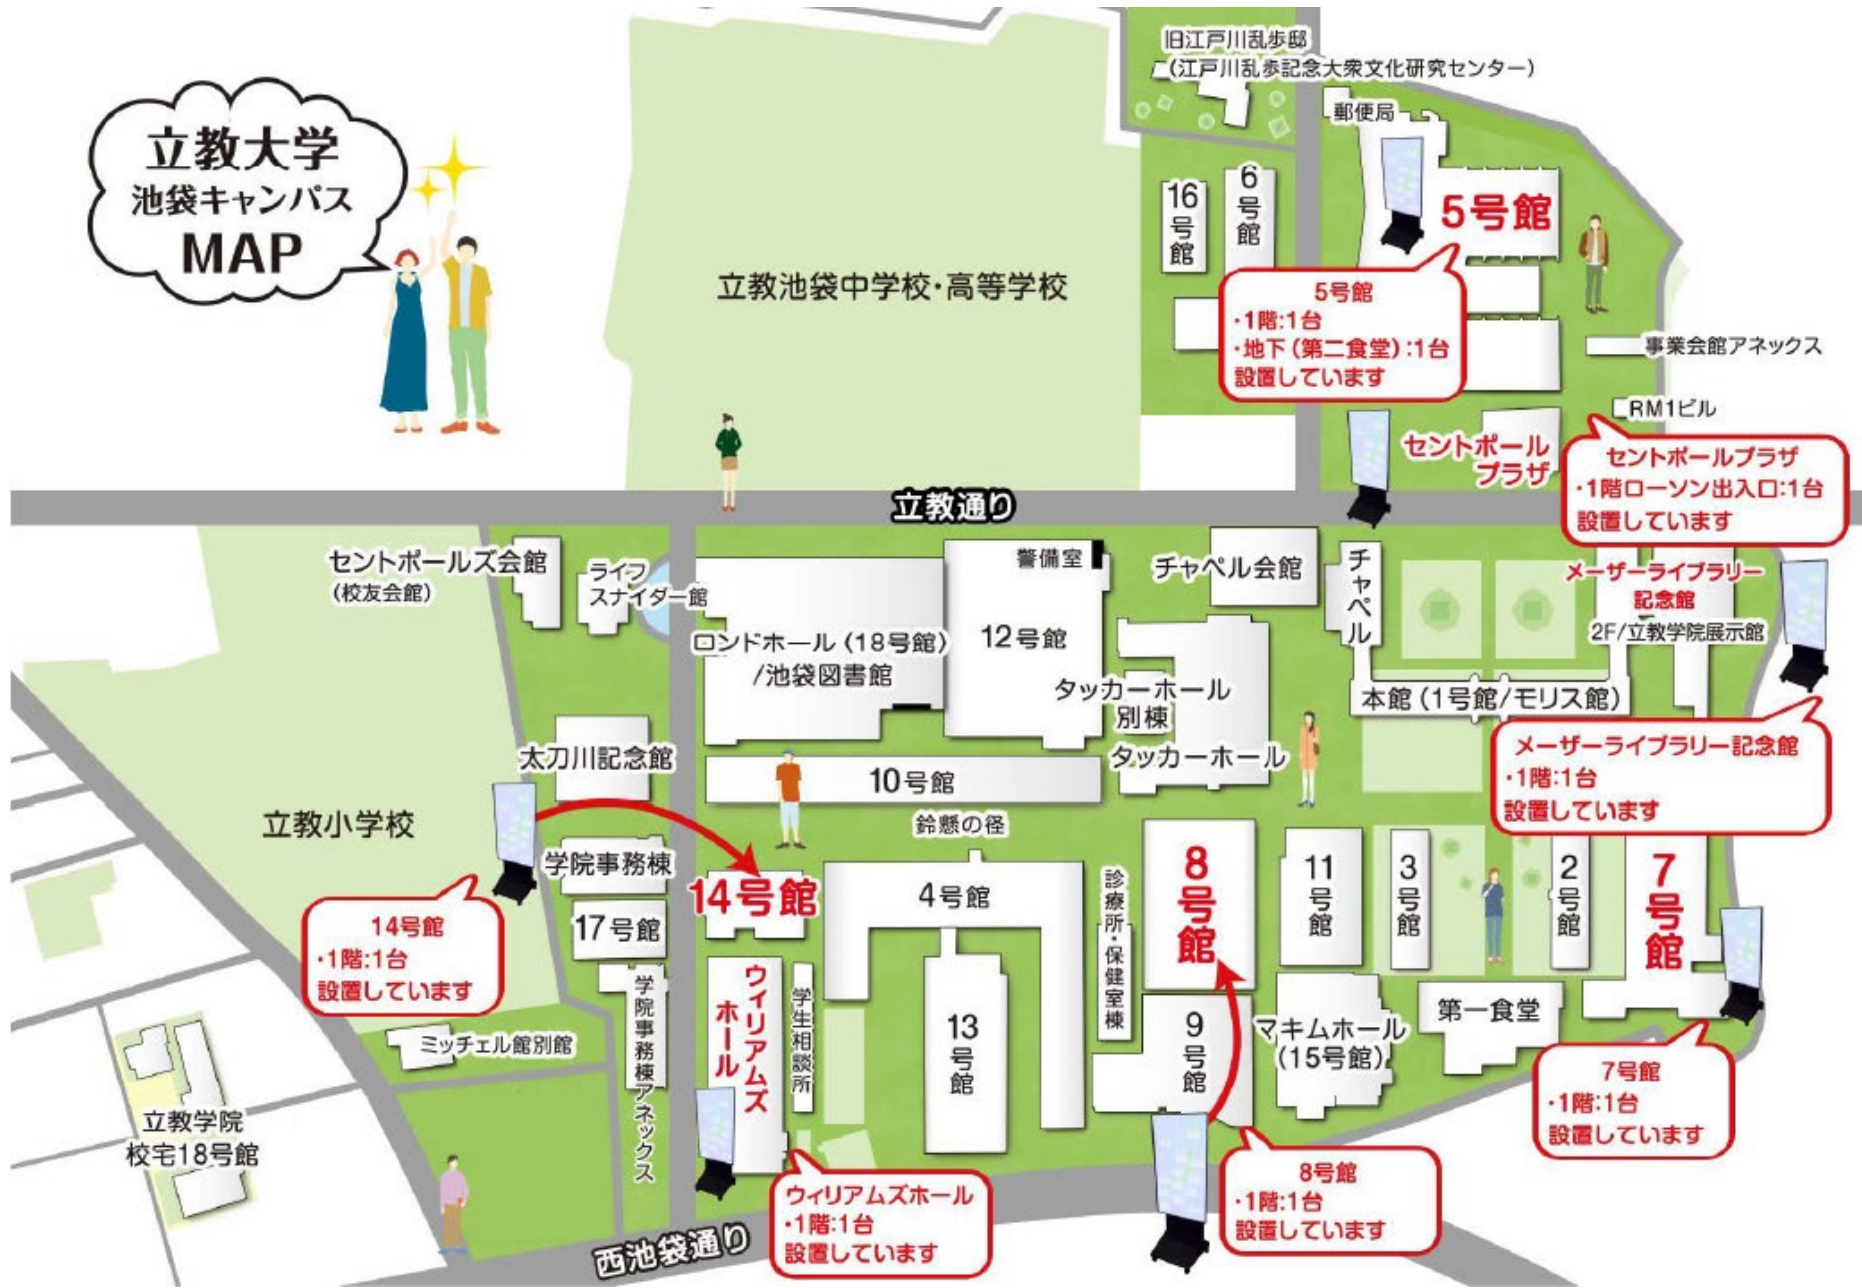 立教大学
池袋キャンパス
MAP
旧江戸川乱歩邸
(江戸川乱歩記念大衆文化研究センター)
郵便局
16号館
6号館
5号館
立教池袋中学校・高等学校
5号館
・1階:1台
・地下(第二食堂):1台
設置しています
事業会館アネックス
RM1ビル
セントポール
プラザ
セントポールプラザ
・1階ローソン出入口:1台
設置しています
立教通り
セントポールズ会館
(校友会館)
ライフ
スナイダー館
ロンドホール(18号館)
/池袋図書館
警備室
12号館
チャペル会館
チャペル
メーザーライブラリー
記念館
2F/立教学院展示館
タッカーホール
別棟
タッカーホール
本館(1号館/モリス館)
メーザーライブラリー記念館
・1階:1台
設置しています
太刀川記念館
10号館
鈴懸の径
立教小学校
学院事務棟
14号館
4号館
診療所・保健室棟
8号館
11号館
3号館
2号館
7号館
14号館
・1階:1台
設置しています
17号館
学院事務棟アネックス
ウィリアムズ
ホール
学生相談所
13号館
9号館
マキムホール
(15号館)
第一食堂
ミッチェル館別館
7号館
・1階:1台
設置しています
立教学院
校宅18号館
ウィリアムズホール
・1階:1台
設置しています
8号館
・1階:1台
設置しています
西池袋通り